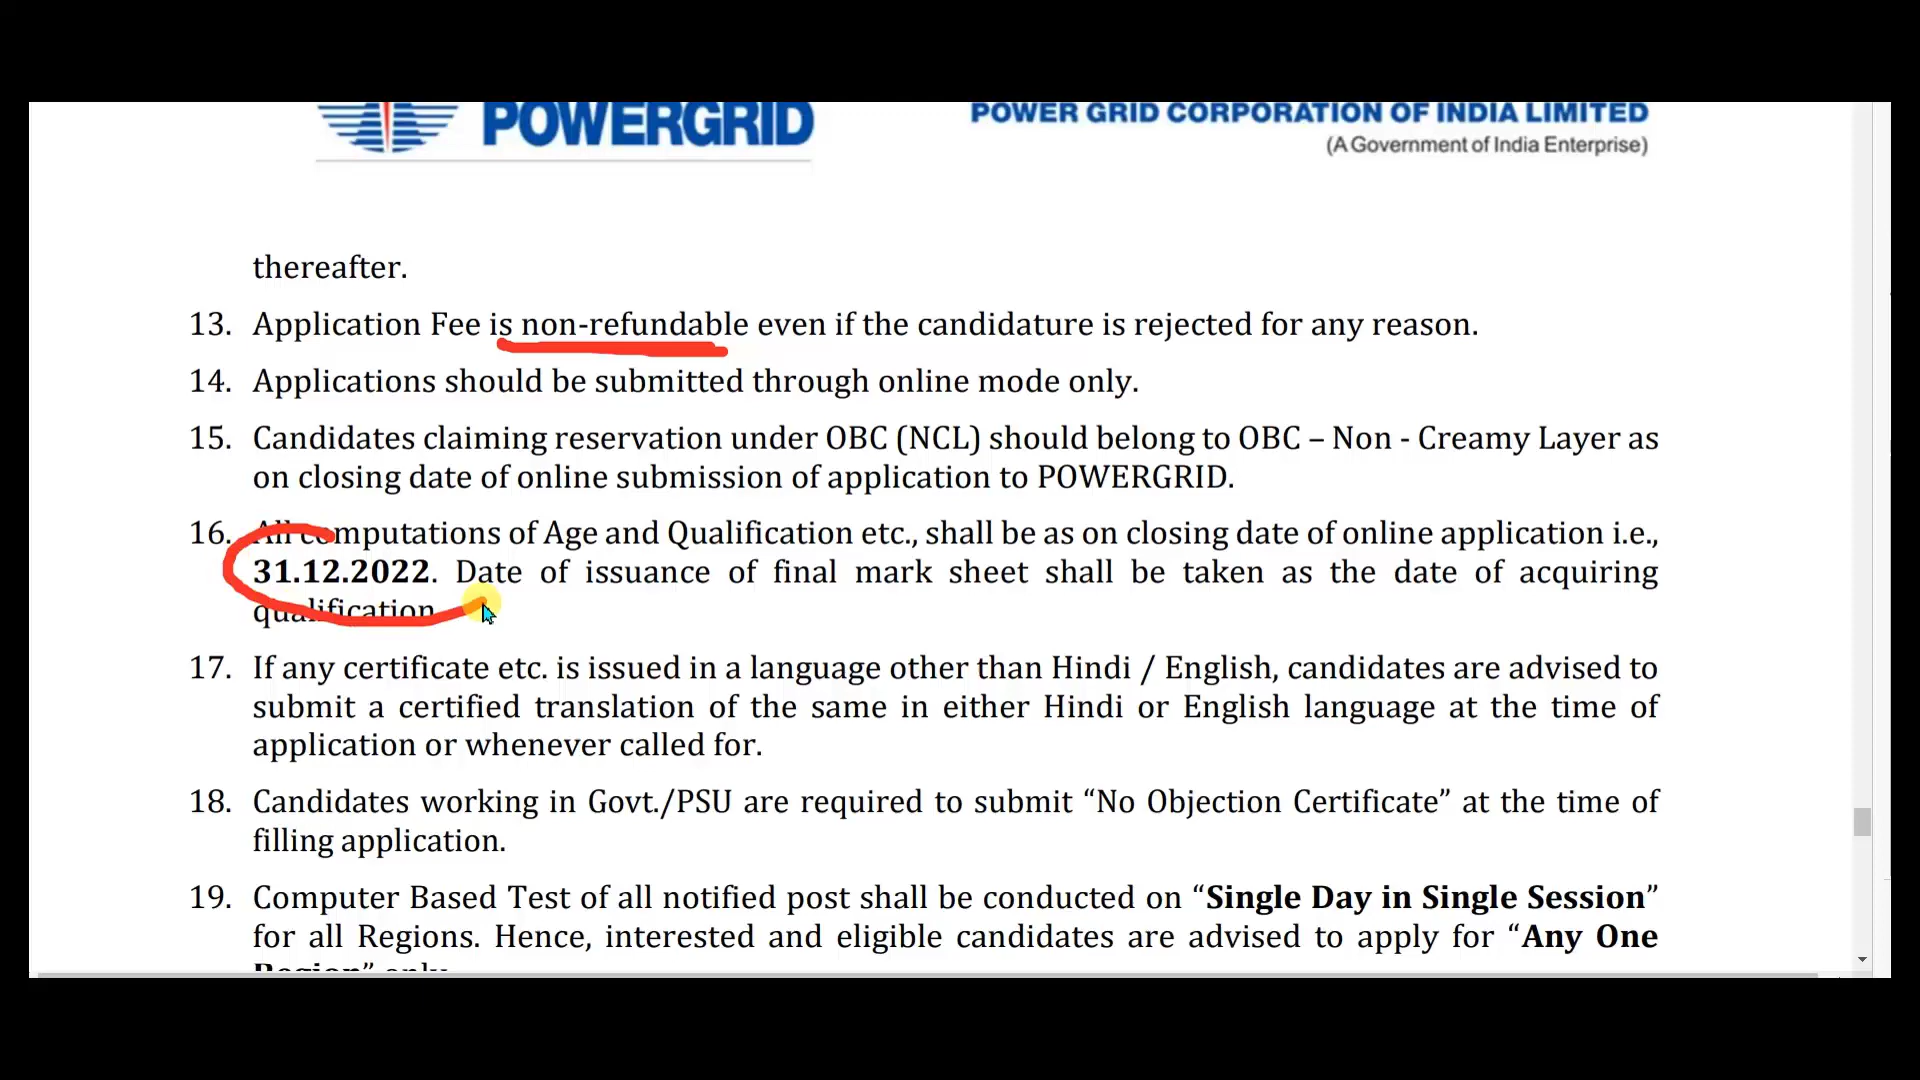 POWERGRID
POWER GRID CORPORATION OF INDIA LIMITED
(A Government of India Enterprise)
thereafter.
13. Application Fee is non-refundable even if the candidature is rejected for any reason.
14. Applications should be submitted through online mode only.
15. Candidates claiming reservation under OBC (NCL) should belong to OBC – Non - Creamy Layer as
on closing date of online submission of application to POWERGRID.
16. All computations of Age and Qualification etc., shall be as on closing date of online application i.e.,
31.12.2022. Date of issuance of final mark sheet shall be taken as the date of acquiring
qualification.
17. If any certificate etc. is issued in a language other than Hindi / English, candidates are advised to
submit a certified translation of the same in either Hindi or English language at the time of
application or whenever called for.
18. Candidates working in Govt./PSU are required to submit “No Objection Certificate” at the time of
filling application.
19. Computer Based Test of all notified post shall be conducted on “Single Day in Single Session”
for all Regions. Hence, interested and eligible candidates are advised to apply for “Any One
Region” only